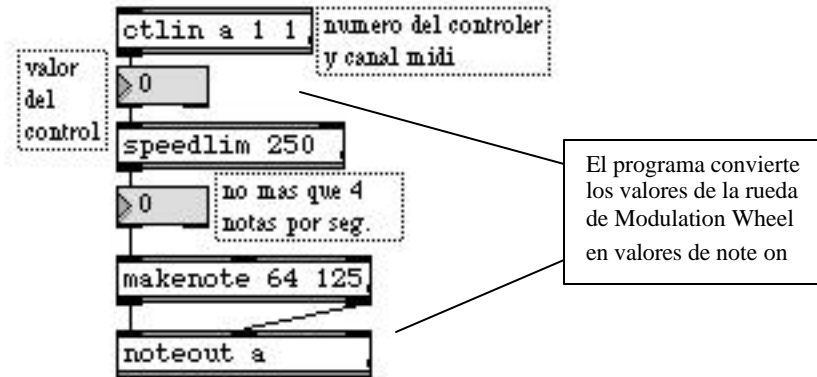 ctlin a 1 1
numero del controler
y canal midi
valor
del
control
0
speedlim 250
0
no mas que 4
notas por seg.
makenote 64 125
noteout a
El programa convierte
los valores de la rueda
de Modulation Wheel
en valores de note on